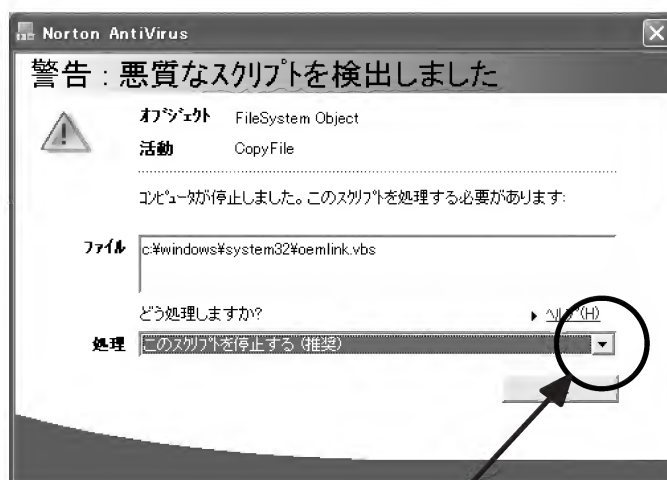 Norton AntiVirus
警告：悪質なｽｸﾘﾌﾟﾄを検出しました
ｵﾌﾞｼﾞｪｸﾄ FileSystem Object
活動 CopyFile
ｺﾝﾋﾟｭｰﾀが停止しました。このｽｸﾘﾌﾟﾄを処理する必要があります:
ﾌｧｲﾙ c:¥windows¥system32¥oemlink.vbs
どう処理しますか?
ﾍﾙﾌﾟ(H)
処理 このｽｸﾘﾌﾟﾄを停止する (推奨)